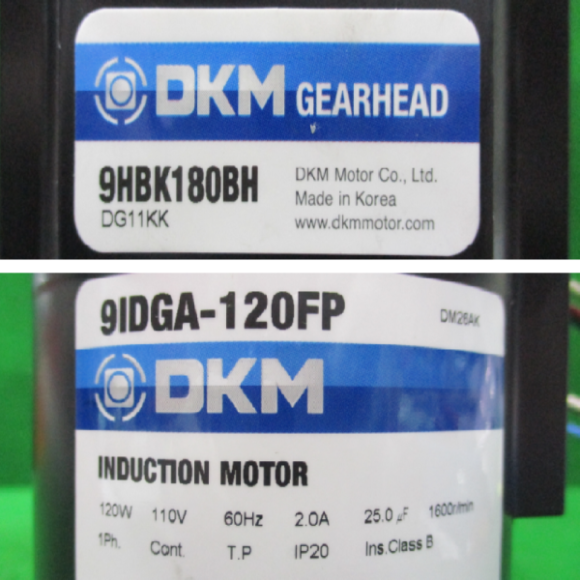 DKM GEARHEAD
9HBK180BH
DG11KK
DKM Motor Co., Ltd.
Made in Korea
www.dkmmotor.com
9IDGA-120FP
DM26AK
DKM
INDUCTION MOTOR
120W 110V 60Hz 2.0A 25.0 μF 1600r/min
1Ph. Cont. T.P IP20 Ins.Class B